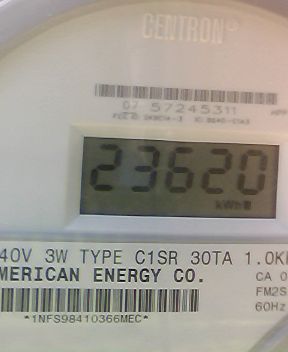 CENTRON®
07 57245311
23620
kWh
40V 3W TYPE C1SR 30TA 1.0K
MERICAN ENERGY CO.
CA 0
FM2S
60Hz
*1NFS98410366MEC*